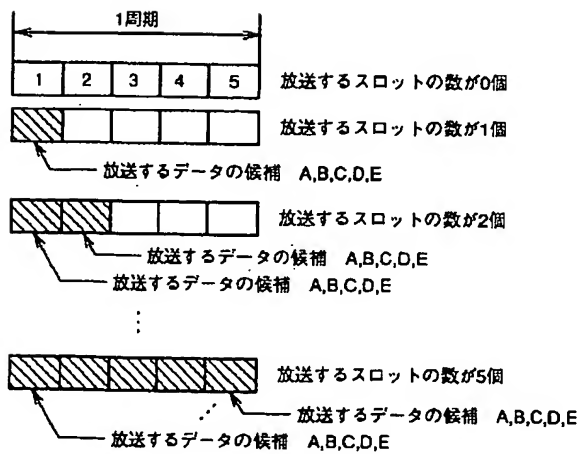 1周期
1 2 3 4 5 放送するスロットの数が0個
放送するスロットの数が1個
放送するデータの候補 A,B,C,D,E
放送するスロットの数が2個
放送するデータの候補 A,B,C,D,E
放送するデータの候補 A,B,C,D,E
放送するスロットの数が5個
放送するデータの候補 A,B,C,D,E
放送するデータの候補 A,B,C,D,E